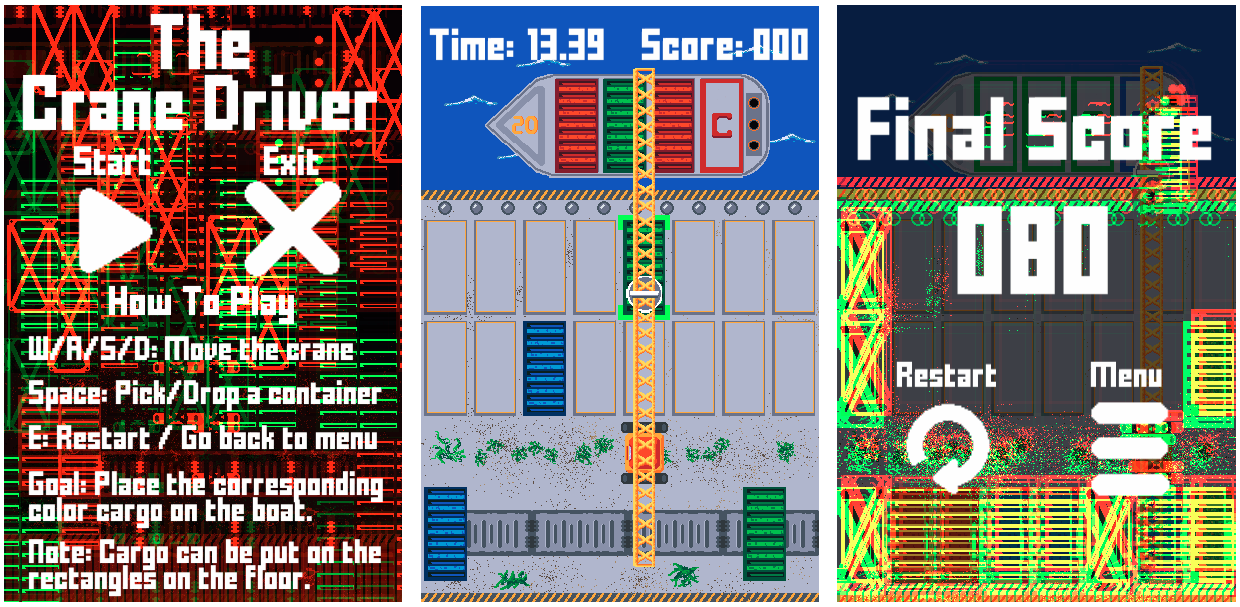 The
Crane Driver
Start Exit
How To Play
W/A/S/D: Move the crane
Space: Pick/Drop a container
E: Restart / Go back to menu
Goal: Place the corresponding
color cargo on the boat.
Note: Cargo can be put on the
rectangles on the floor.
Time: 13.39 Score: 000
20
C
Final Score
080
Restart Menu